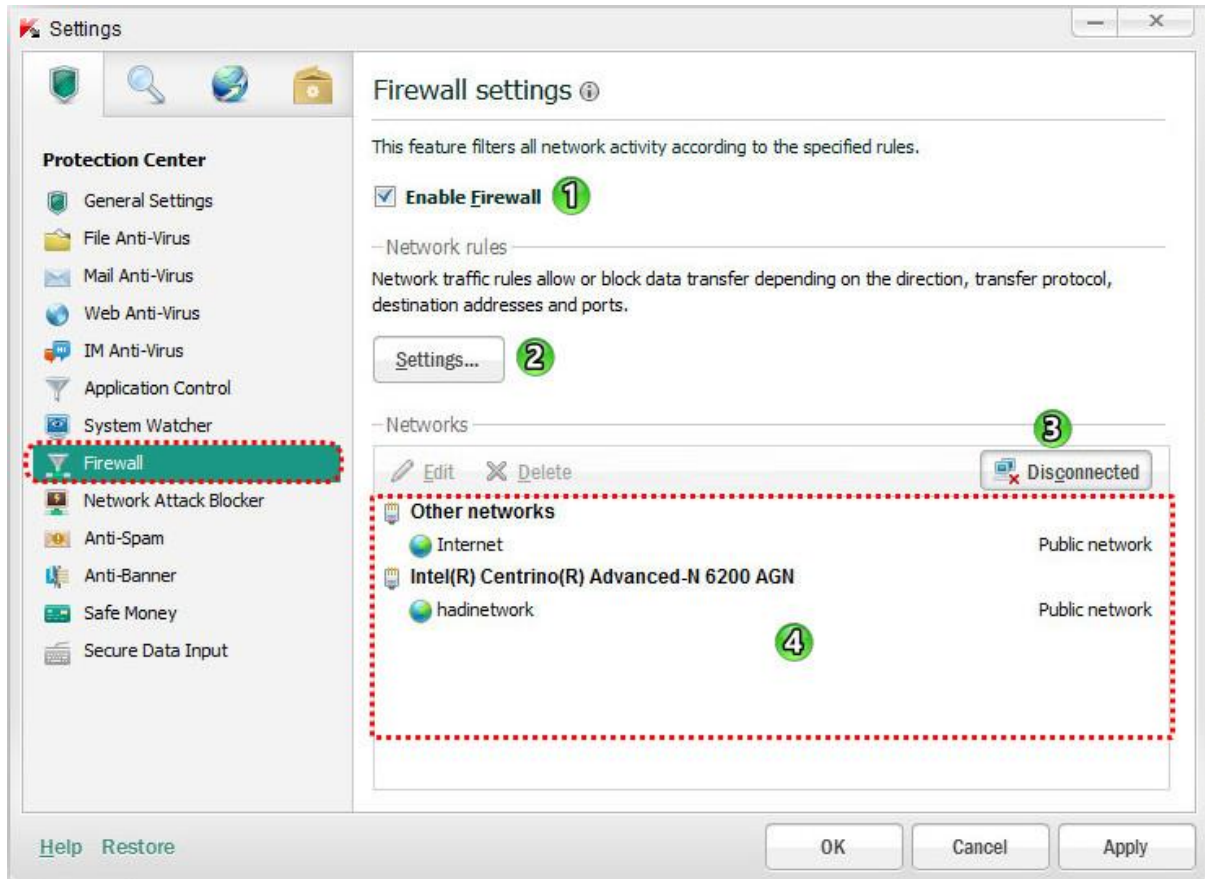 Settings
Protection Center
General Settings
File Anti-Virus
Mail Anti-Virus
Web Anti-Virus
IM Anti-Virus
Application Control
System Watcher
Firewall
Network Attack Blocker
Anti-Spam
Anti-Banner
Safe Money
Secure Data Input
Firewall settings
This feature filters all network activity according to the specified rules.
Enable Firewall 1
Network rules
Network traffic rules allow or block data transfer depending on the direction, transfer protocol,
destination addresses and ports.
Settings... 2
Networks
3
Edit Delete Disconnected
Other networks
Internet Public network
Intel(R) Centrino(R) Advanced-N 6200 AGN
hadinetwork Public network
4
Help Restore OK Cancel Apply